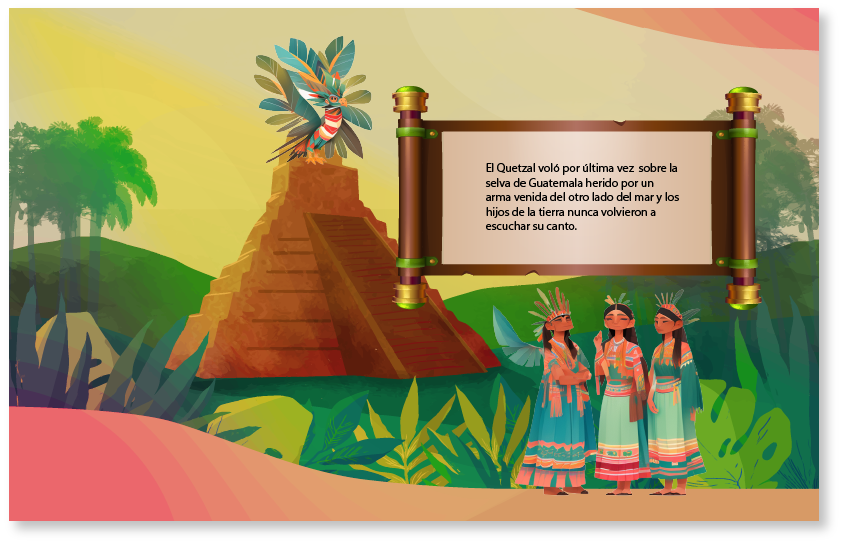 El Quetzal voló por última vez sobre la
selva de Guatemala herido por un
arma venida del otro lado del mar y los
hijos de la tierra nunca volvieron a
escuchar su canto.